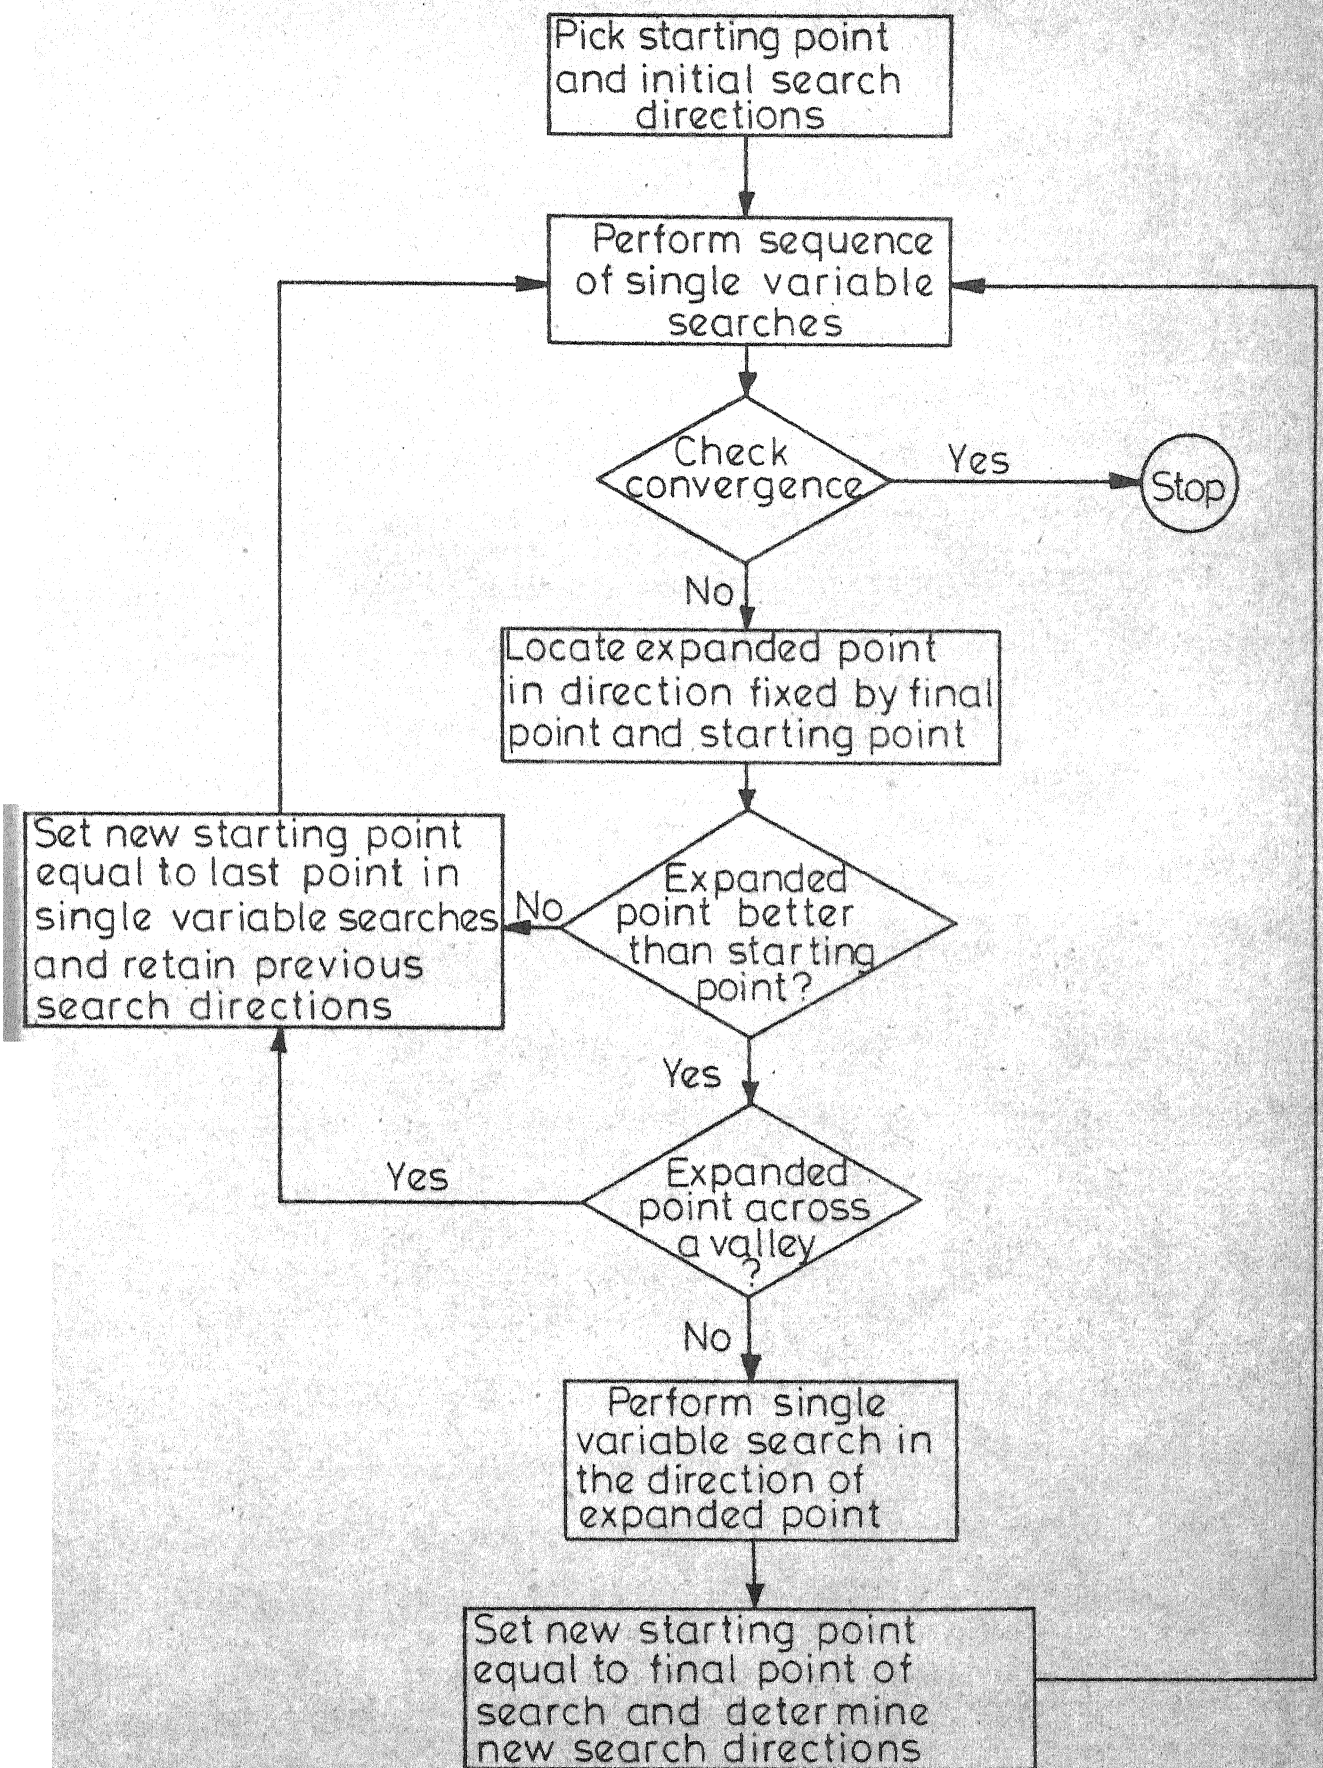 Pick starting point
and initial search
directions
Perform sequence
of single variable
searches
Check
convergence
Yes
Stop
No
Locate expanded point
in direction fixed by final
point and starting point
Expanded
point better
than starting
point?
No
Set new starting point
equal to last point in
single variable searches
and retain previous
search directions
Yes
Expanded
point across
a valley
?
Yes
No
Perform single
variable search in
the direction of
expanded point
Set new starting point
equal to final point of
search and determine
new search directions